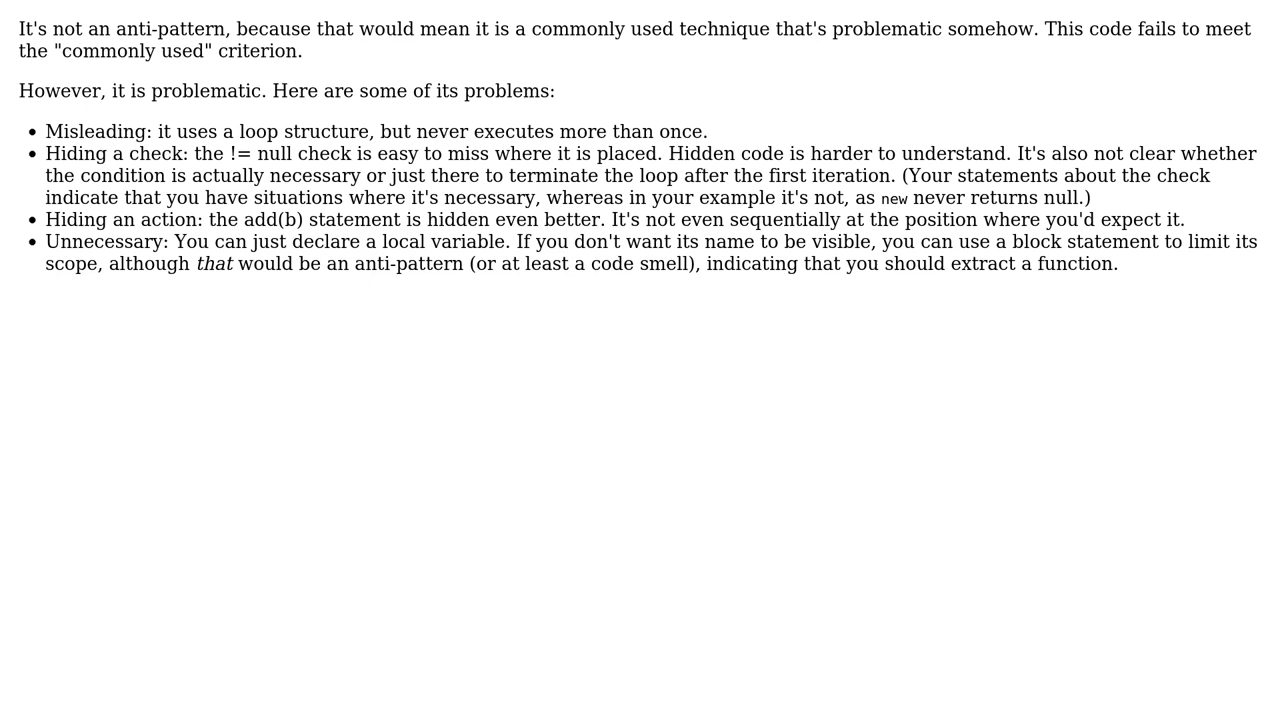 It's not an anti-pattern, because that would mean it is a commonly used technique that's problematic somehow. This code fails to meet
the "commonly used" criterion.
However, it is problematic. Here are some of its problems:
• Misleading: it uses a loop structure, but never executes more than once.
• Hiding a check: the != null check is easy to miss where it is placed. Hidden code is harder to understand. It's also not clear whether
the condition is actually necessary or just there to terminate the loop after the first iteration. (Your statements about the check
indicate that you have situations where it's necessary, whereas in your example it's not, as new never returns null.)
• Hiding an action: the add(b) statement is hidden even better. It's not even sequentially at the position where you'd expect it.
• Unnecessary: You can just declare a local variable. If you don't want its name to be visible, you can use a block statement to limit its
scope, although that would be an anti-pattern (or at least a code smell), indicating that you should extract a function.